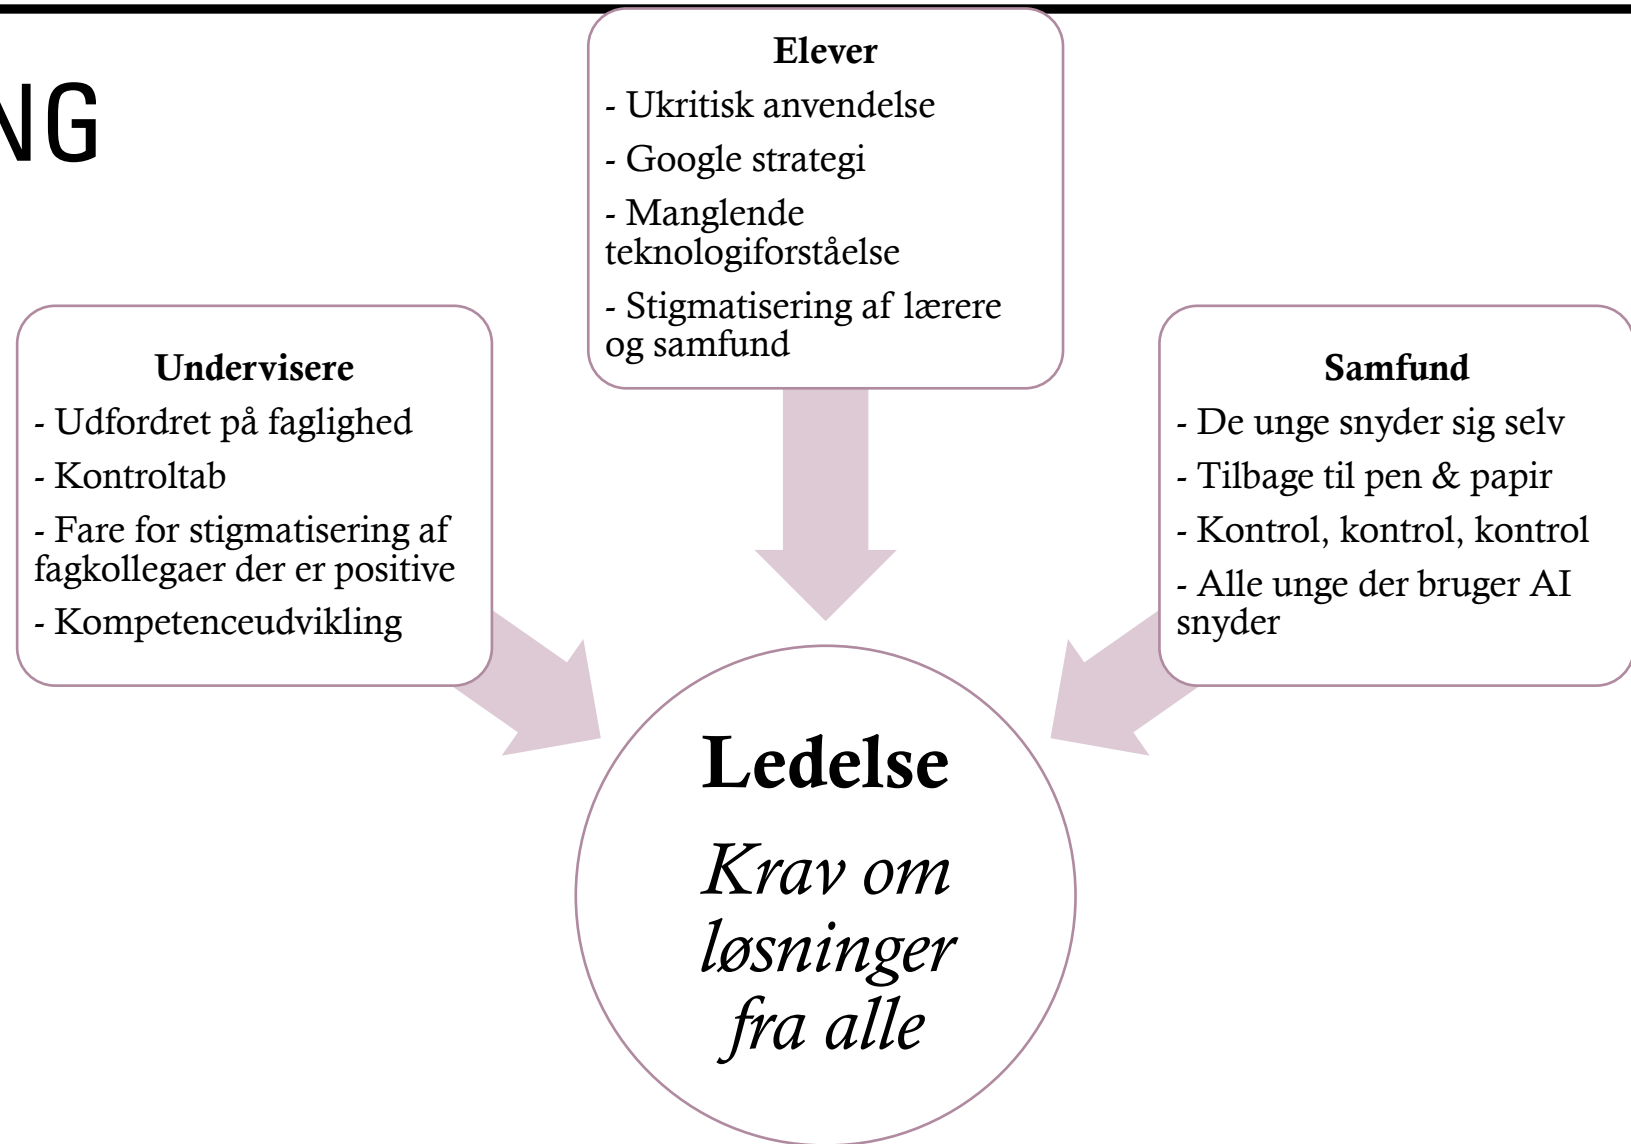 NG
Elever
- Ukritisk anvendelse
- Google strategi
- Manglende
teknologiforståelse
- Stigmatisering af lærere
og samfund
Undervisere
- Udfordret på faglighed
- Kontroltab
- Fare for stigmatisering af
fagkollegaer der er positive
- Kompetenceudvikling
Samfund
- De unge snyder sig selv
- Tilbage til pen & papir
- Kontrol, kontrol, kontrol
- Alle unge der bruger AI
snyder
Ledelse
Krav om
løsninger
fra alle